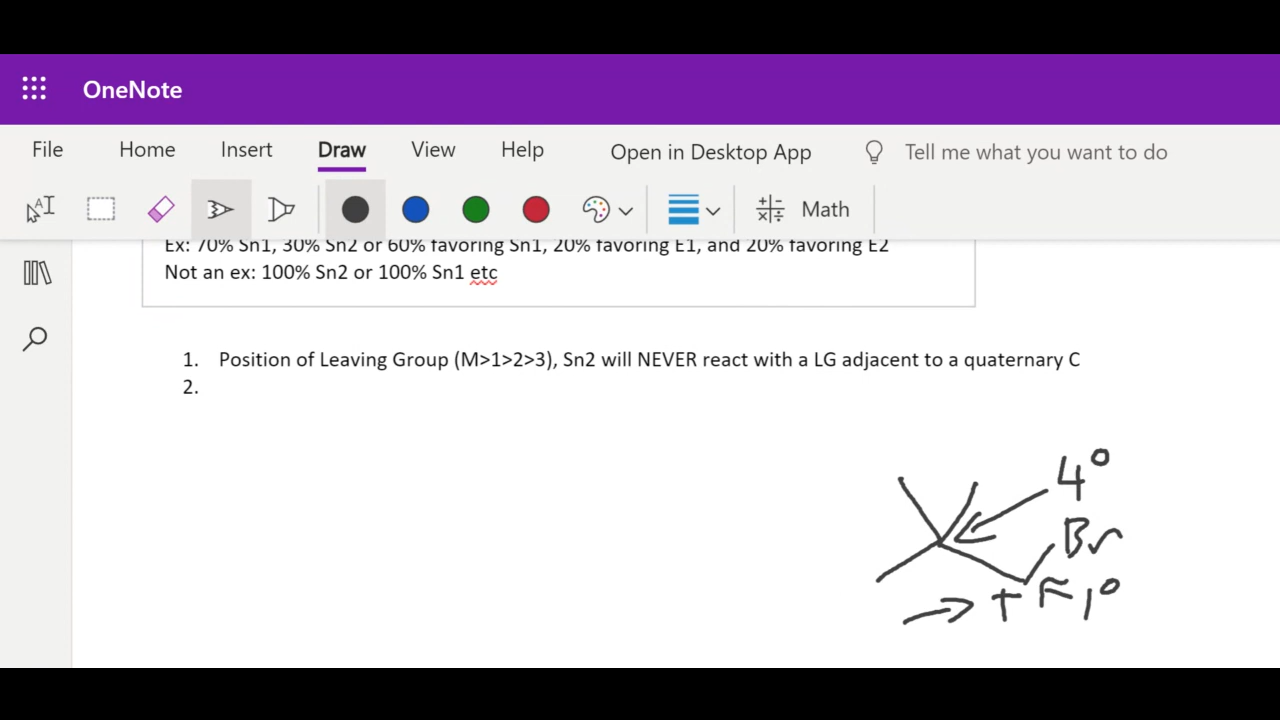 OneNote
File Home Insert Draw View Help Open in Desktop App Tell me what you want to do
Math
Ex: 70% Sn1, 30% Sn2 or 60% favoring Sn1, 20% favoring E1, and 20% favoring E2
Not an ex: 100% Sn2 or 100% Sn1 etc
1. Position of Leaving Group (M>1>2>3), Sn2 will NEVER react with a LG adjacent to a quaternary C
2.
4°
Br
1°